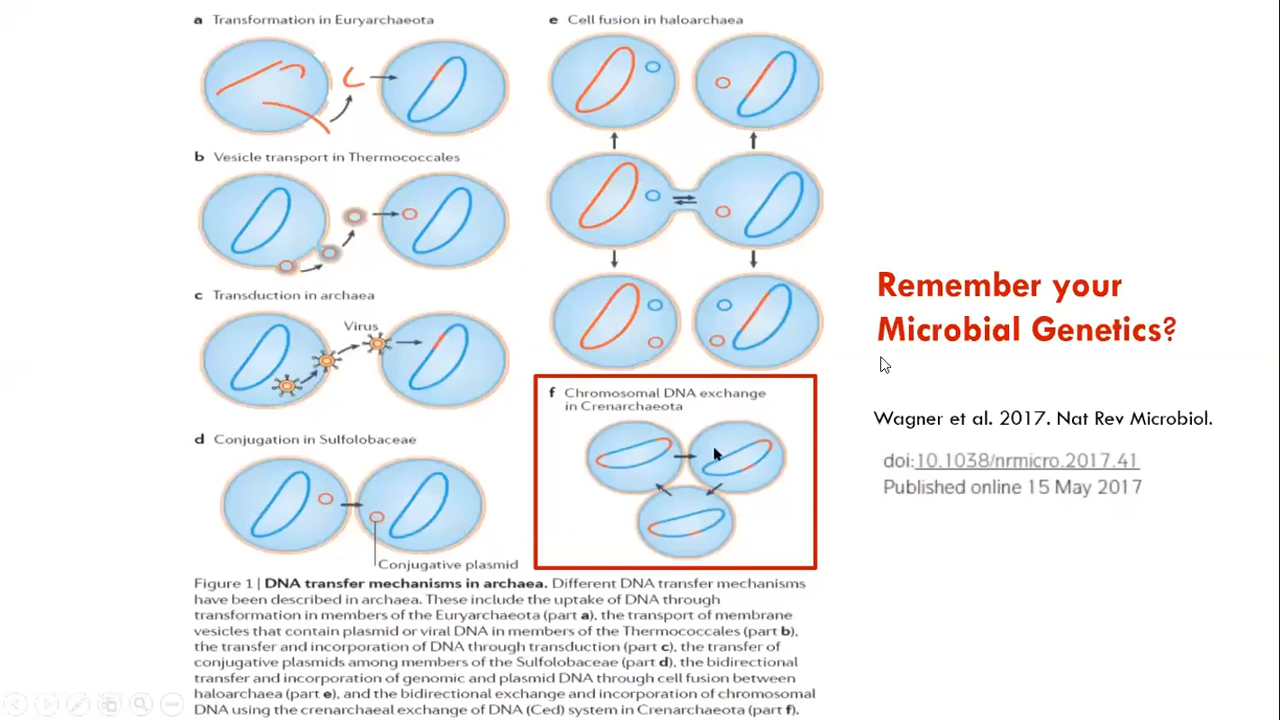 a Transformation in Euryarchaeota
b Vesicle transport in Thermococcales
c Transduction in archaea
Virus
d Conjugation in Sulfolobaceae
Conjugative plasmid
e Cell fusion in haloarchaea
f Chromosomal DNA exchange
in Crenarchaeota
Figure 1 | DNA transfer mechanisms in archaea. Different DNA transfer mechanisms
have been described in archaea. These include the uptake of DNA through
transformation in members of the Euryarchaeota (part a), the transport of membrane
vesicles that contain plasmid or viral DNA in members of the Thermococcales (part b),
the transfer and incorporation of DNA through transduction (part c), the transfer of
conjugative plasmids among members of the Sulfolobaceae (part d), the bidirectional
transfer and incorporation of genomic and plasmid DNA through cell fusion between
haloarchaea (part e), and the bidirectional exchange and incorporation of chromosomal
DNA using the crenarchaeal exchange of DNA (Ced) system in Crenarchaeota (part f).
Remember your
Microbial Genetics?
Wagner et al. 2017. Nat Rev Microbiol.
doi:10.1038/nrmicro.2017.41
Published online 15 May 2017